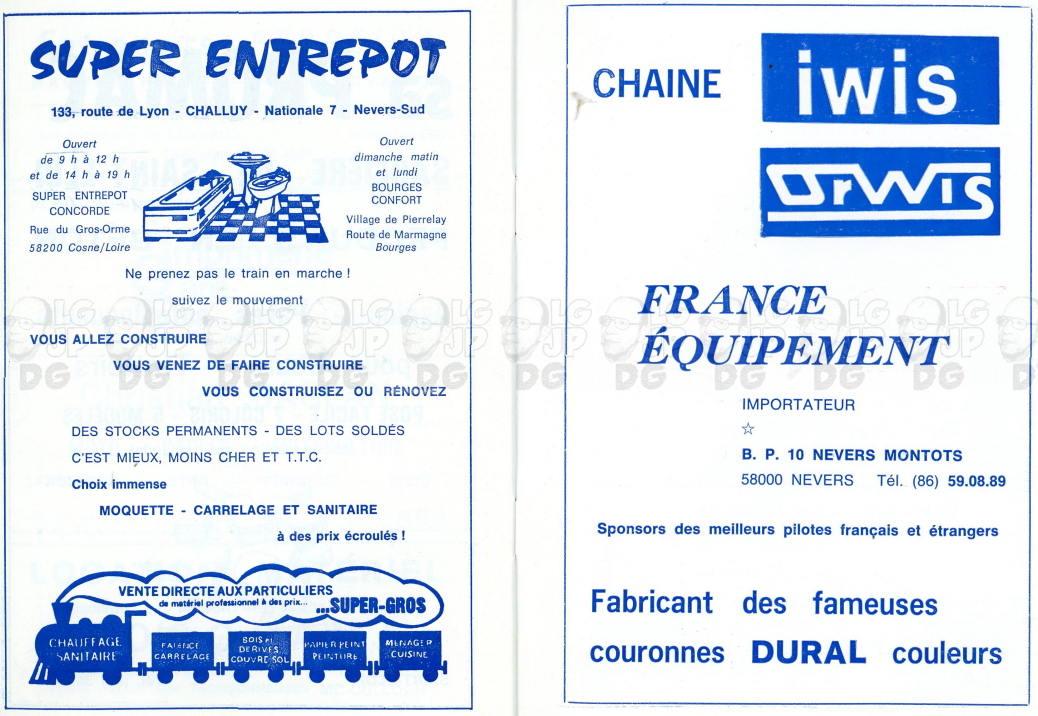 SUPER ENTREPOT
133, route de Lyon - CHALLUY - Nationale 7 - Nevers-Sud
Ouvert
de 9 h à 12 h
et de 14 h à 19 h
SUPER ENTREPOT
CONCORDE
Rue du Gros-Orme
58200 Cosne/Loire
Ouvert
dimanche matin
et lundi
BOURGES
CONFORT
Village de Pierrelay
Route de Marmagne
Bourges
Ne prenez pas le train en marche !
suivez le mouvement
VOUS ALLEZ CONSTRUIRE
VOUS VENEZ DE FAIRE CONSTRUIRE
VOUS CONSTRUISEZ OU RÉNOVEZ
DES STOCKS PERMANENTS - DES LOTS SOLDÉS
C'EST MIEUX, MOINS CHER ET T.T.C.
Choix immense
MOQUETTE - CARRELAGE ET SANITAIRE
à des prix écroulés !
VENTE DIRECTE AUX PARTICULIERS
de matériel professionnel à des prix...
...SUPER-GROS
CHAUFFAGE
SANITAIRE
FAIENCE
CARRELAGE
BOIS
DERIVES
COUVRE SOL
PAPIER PEINT
PEINTURE
MENAGER
CUISINE
CHAINE
iwis
Orwis
FRANCE
ÉQUIPEMENT
IMPORTATEUR
☆
B. P. 10 NEVERS MONTOTS
58000 NEVERS Tél. (86) 59.08.89
Sponsors des meilleurs pilotes français et étrangers
Fabricant des fameuses
couronnes DURAL couleurs
LG
JP
DG